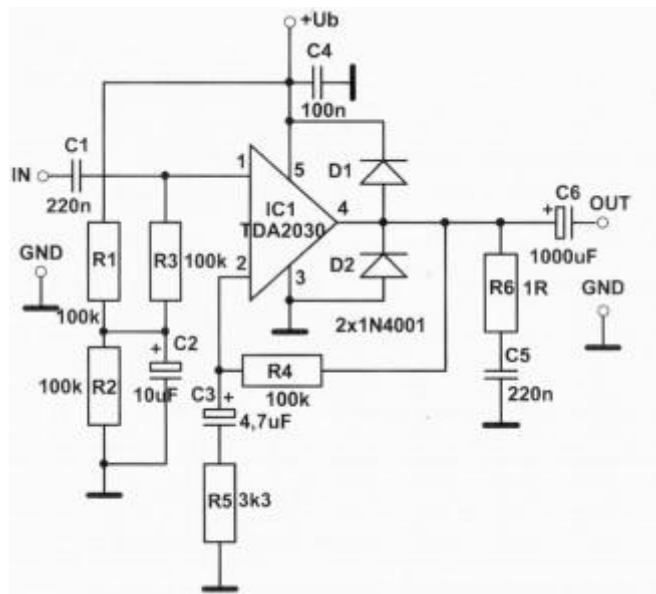 +Ub
C4
100n
C1
1
5
D1
IN
220n
IC1
TDA2030
4
C6
+
OUT
1000uF
GND
R1
R3
100k
2
3
D2
R6
1R
GND
100k
2x1N4001
100k
R2
+
C2
10uF
R4
100k
C5
220n
C3
+
4,7uF
R5
3k3